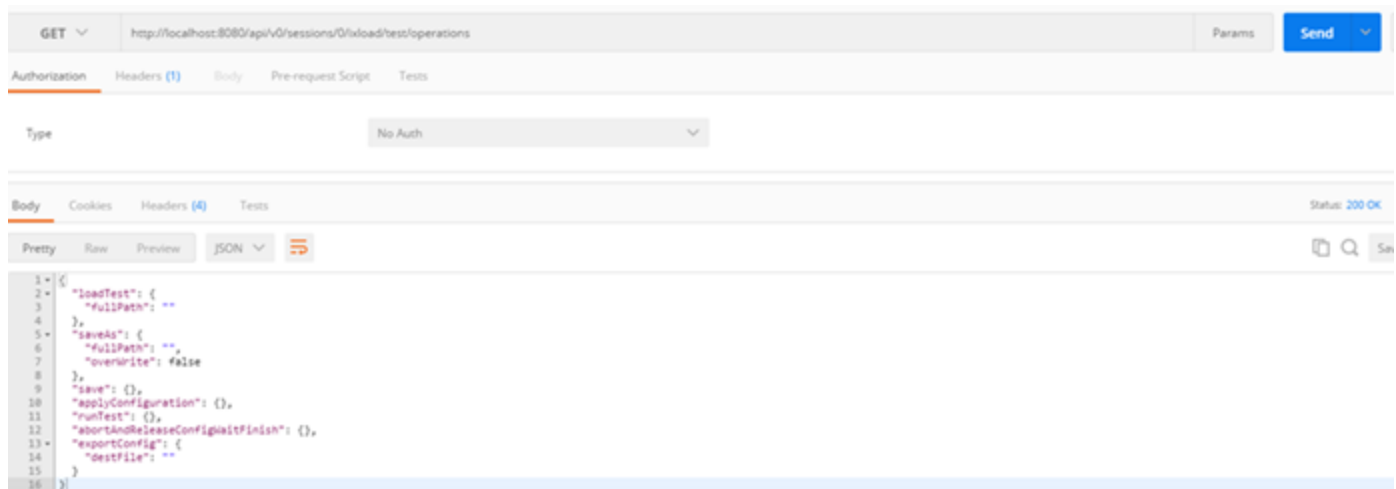 GET http://localhost:8080/api/v0/sessions/0/ixload/test/operations Params Send
Authorization Headers (1) Body Pre-request Script Tests
Type No Auth
Body Cookies Headers (4) Tests Status: 200 OK
Pretty Raw Preview JSON Sav
1 {
2 "loadTest": {
3 "fullPath": ""
4 },
5 "saveAs": {
6 "fullPath": "",
7 "overWrite": false
8 },
9 "save": {},
10 "applyConfiguration": {},
11 "runTest": {},
12 "abortAndReleaseConfigWaitFinish": {},
13 "exportConfig": {
14 "destFile": ""
15 }
16 }